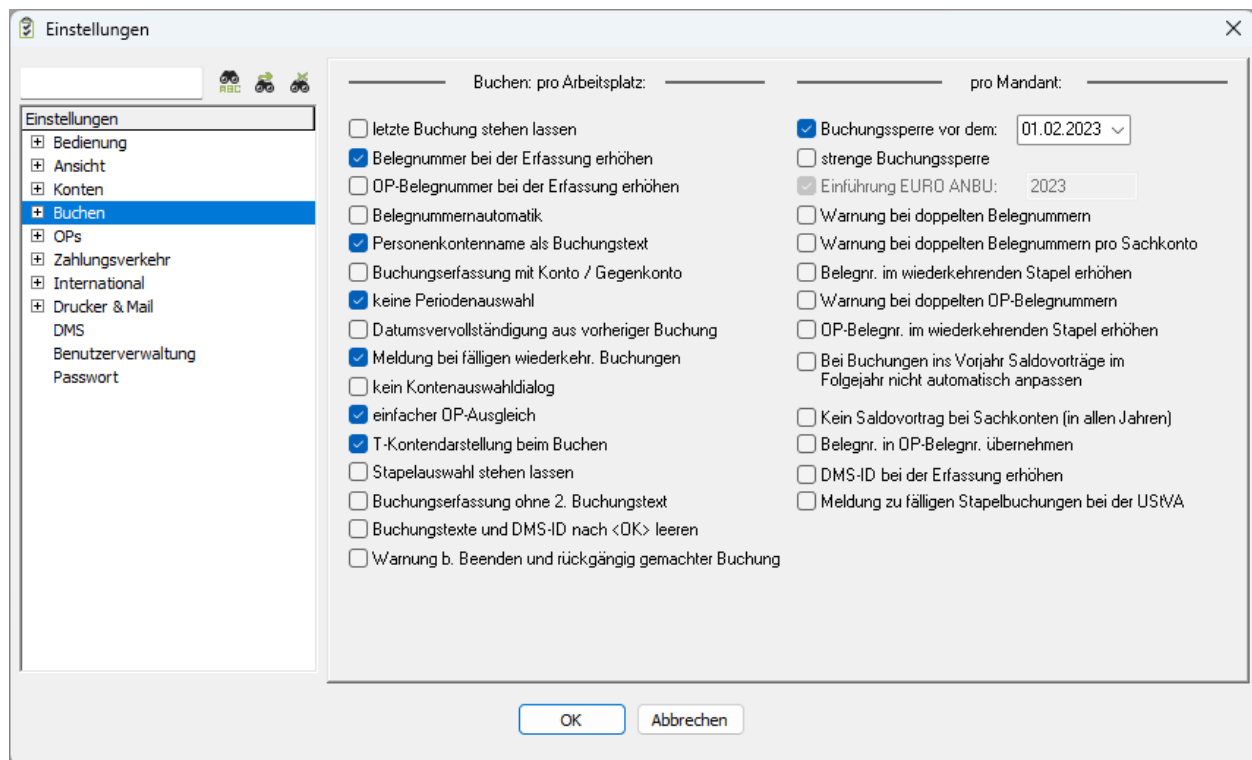 Einstellungen
ABC
Einstellungen
Bedienung
Ansicht
Konten
Buchen
OPs
Zahlungsverkehr
International
Drucker & Mail
DMS
Benutzerverwaltung
Passwort
Buchen: pro Arbeitsplatz:
letzte Buchung stehen lassen
Belegnummer bei der Erfassung erhöhen
OP-Belegnummer bei der Erfassung erhöhen
Belegnummernautomatik
Personenkontenname als Buchungstext
Buchungserfassung mit Konto / Gegenkonto
keine Periodenauswahl
Datumsvervollständigung aus vorheriger Buchung
Meldung bei fälligen wiederkehr. Buchungen
kein Kontenauswahldialog
einfacher OP-Ausgleich
T-Kontendarstellung beim Buchen
Stapelauswahl stehen lassen
Buchungserfassung ohne 2. Buchungstext
Buchungstexte und DMS-ID nach <OK> leeren
Warnung b. Beenden und rückgängig gemachter Buchung
pro Mandant:
Buchungssperre vor dem: 01.02.2023
strenge Buchungssperre
Einführung EURO ANBU: 2023
Warnung bei doppelten Belegnummern
Warnung bei doppelten Belegnummern pro Sachkonto
Belegnr. im wiederkehrenden Stapel erhöhen
Warnung bei doppelten OP-Belegnummern
OP-Belegnr. im wiederkehrenden Stapel erhöhen
Bei Buchungen ins Vorjahr Saldovorträge im
Folgejahr nicht automatisch anpassen
Kein Saldovortrag bei Sachkonten (in allen Jahren)
Belegnr. in OP-Belegnr. übernehmen
DMS-ID bei der Erfassung erhöhen
Meldung zu fälligen Stapelbuchungen bei der UStVA
OK
Abbrechen